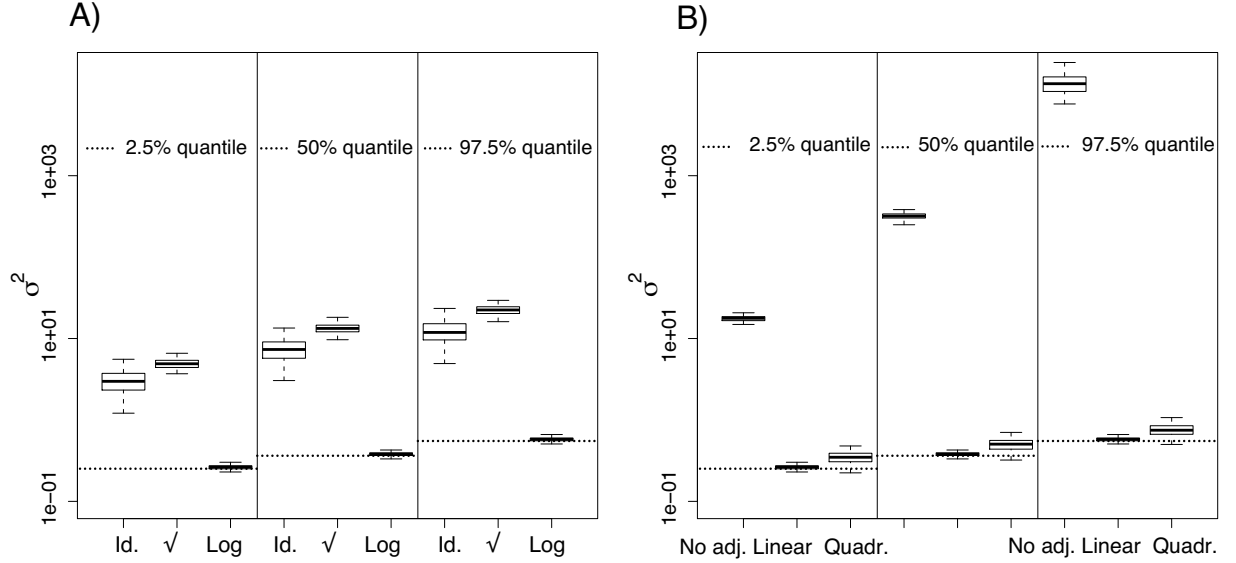 A)
2.5% quantile
50% quantile
97.5% quantile
1e+03
1e+01
1e−01
σ²
Id. √ Log Id. √ Log Id. √ Log
B)
2.5% quantile
50% quantile
97.5% quantile
1e+03
1e+01
1e−01
σ²
No adj. Linear Quadr. No adj. Linear Quadr.